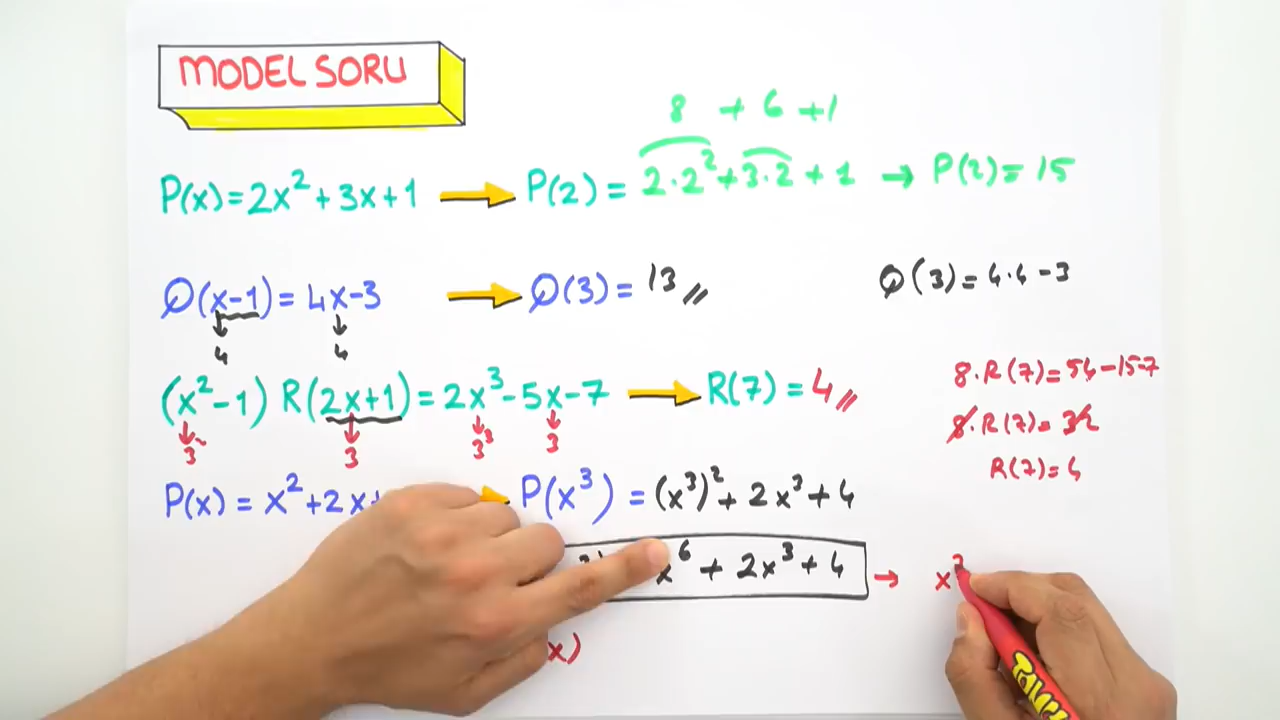 MODEL SORU
8 + 6 + 1
P(x)=2x²+3x+1 → P(2) = 2·2²+3·2+1 → P(2)=15
Q(x-1)=4x-3 → Q(3)=13 //
Q(3)=4·4-3
4 4
(x²-1) R(2x+1)=2x³-5x-7 → R(7)=4 //
3² 3 3³ 3
8·R(7)=54-15-7
8·R(7)=32
R(7)=4
P(x)=x²+2x+ → P(x³)=(x³)²+2x³+4
x⁶+2x³+4 → x
x)